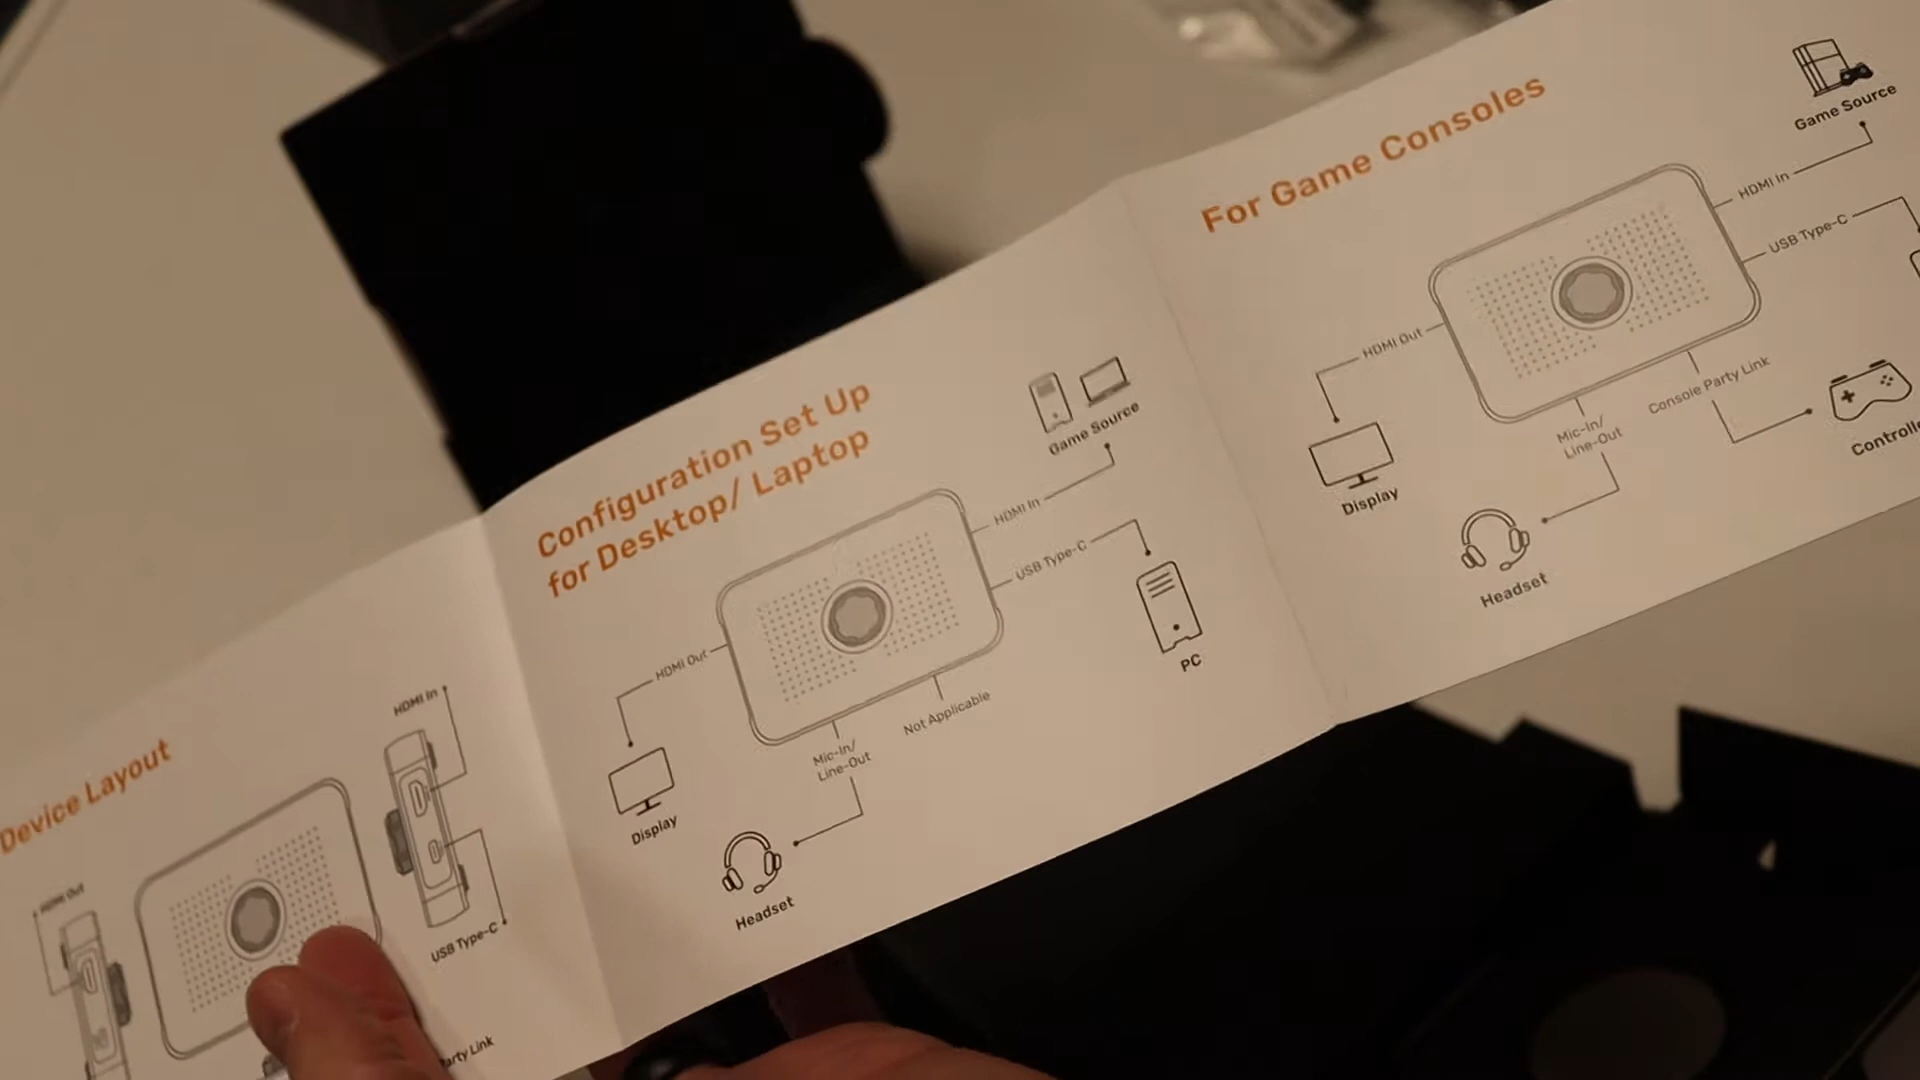 Device Layout
HDMI Out
HDMI In
USB Type-C
Party Link
Configuration Set Up
for Desktop/ Laptop
Game Source
HDMI In
USB Type-C
PC
HDMI Out
Display
Not Applicable
Mic-In/
Line-Out
Headset
For Game Consoles
Game Source
HDMI In
USB Type-C
HDMI Out
Display
Console Party Link
Mic-In/
Line-Out
Headset